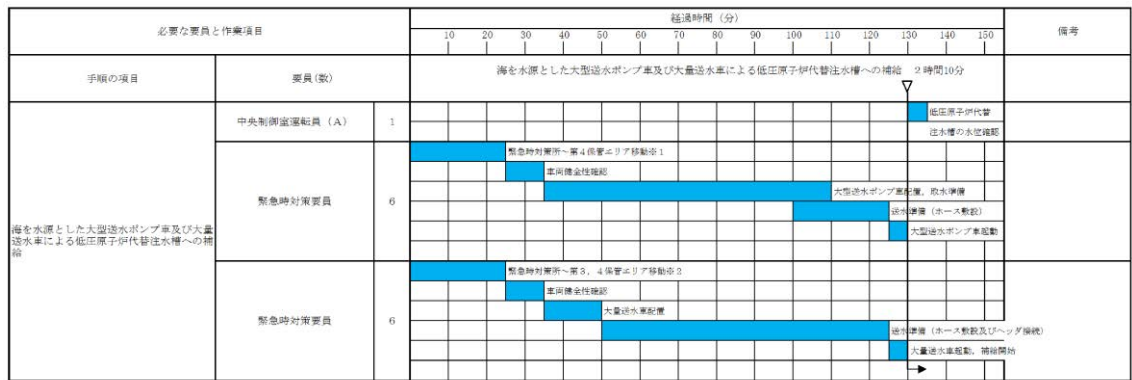 必要な要員と作業項目
経過時間（分）
備考
10 20 30 40 50 60 70 80 90 100 110 120 130 140 150
手順の項目
要員(数)
海を水源とした大型送水ポンプ車及び大量送水車による低圧原子炉代替注水槽への補給　2時間10分
▽
海を水源とした大型送水ポンプ車及び大量
送水車による低圧原子炉代替注水槽への補
給
中央制御室運転員（A）
1
低圧原子炉代替
注水槽の水位確認
緊急時対策要員
6
緊急時対策所～第４保管エリア移動※１
車両健全性確認
大型送水ポンプ車配置，取水準備
送水準備（ホース敷設）
大型送水ポンプ車起動
緊急時対策要員
6
緊急時対策所～第３，４保管エリア移動※２
車両健全性確認
大量送水車配置
送水準備（ホース敷設及びヘッダ接続）
大量送水車起動，補給開始